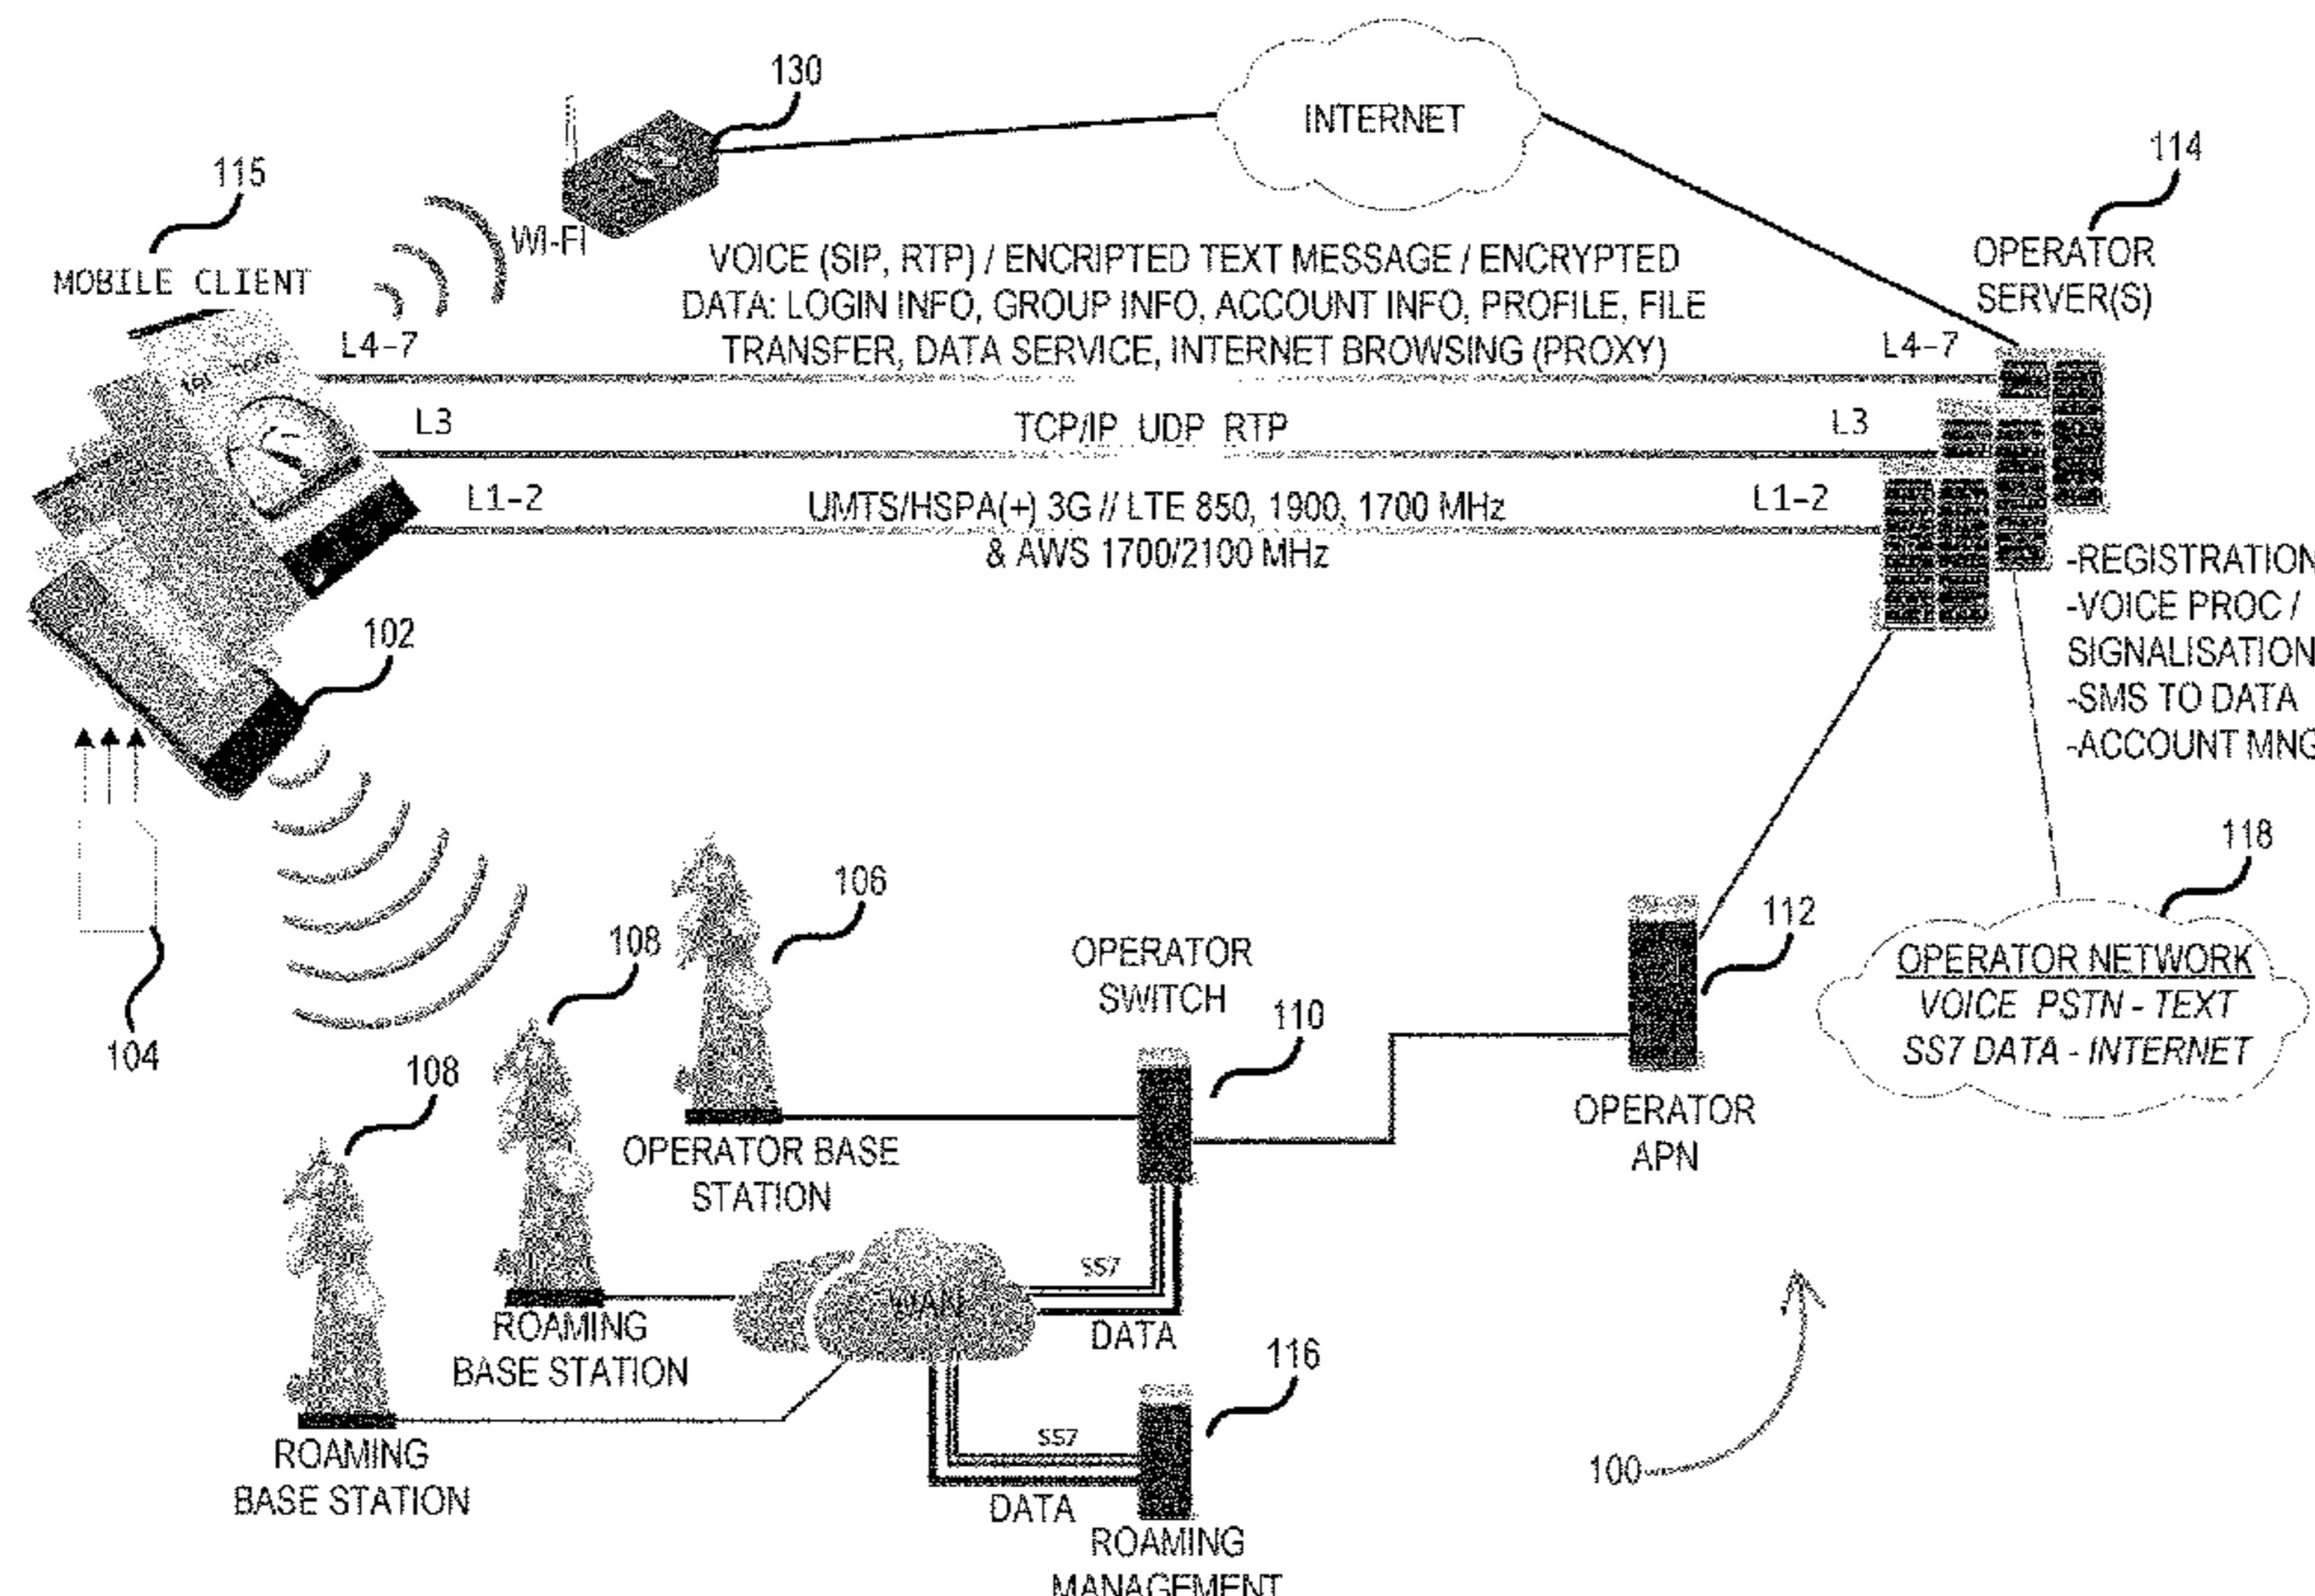 130
INTERNET
114
115
WI-FI
MOBILE CLIENT
OPERATOR
SERVER(S)
VOICE (SIP, RTP) / ENCRIPTED TEXT MESSAGE / ENCRYPTED
DATA: LOGIN INFO, GROUP INFO, ACCOUNT INFO, PROFILE, FILE
TRANSFER, DATA SERVICE, INTERNET BROWSING (PROXY)
L4-7
L4-7
L3
TCP/IP UDP RTP
L3
L1-2
UMTS/HSPA(+) 3G // LTE 850, 1900, 1700 MHz
& AWS 1700/2100 MHz
L1-2
-REGISTRATION
-VOICE PROC /
SIGNALISATION
-SMS TO DATA
-ACCOUNT MNG
102
118
106
112
108
OPERATOR
SWITCH
OPERATOR NETWORK
VOICE PSTN - TEXT
SS7 DATA - INTERNET
110
104
108
OPERATOR
APN
OPERATOR BASE
STATION
SS7
WAN
ROAMING
BASE STATION
DATA
116
ROAMING
BASE STATION
SS7
DATA
100
ROAMING
MANAGEMENT